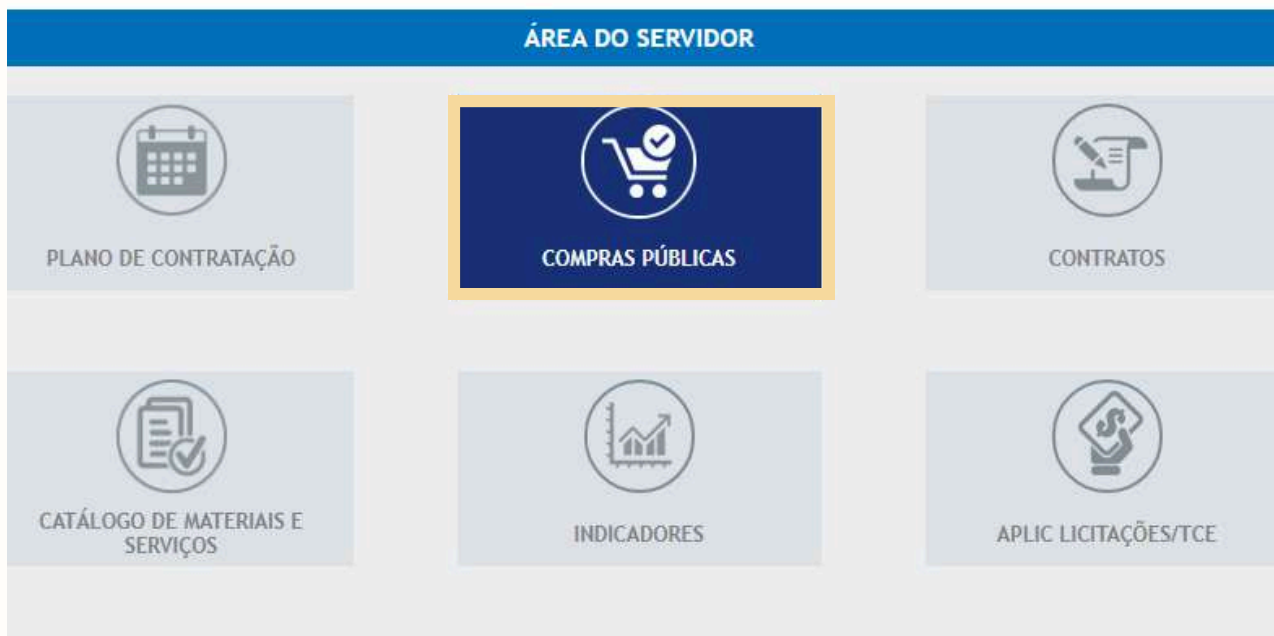 ÁREA DO SERVIDOR
PLANO DE CONTRATAÇÃO
COMPRAS PÚBLICAS
CONTRATOS
CATÁLOGO DE MATERIAIS E
SERVIÇOS
INDICADORES
APLIC LICITAÇÕES/TCE